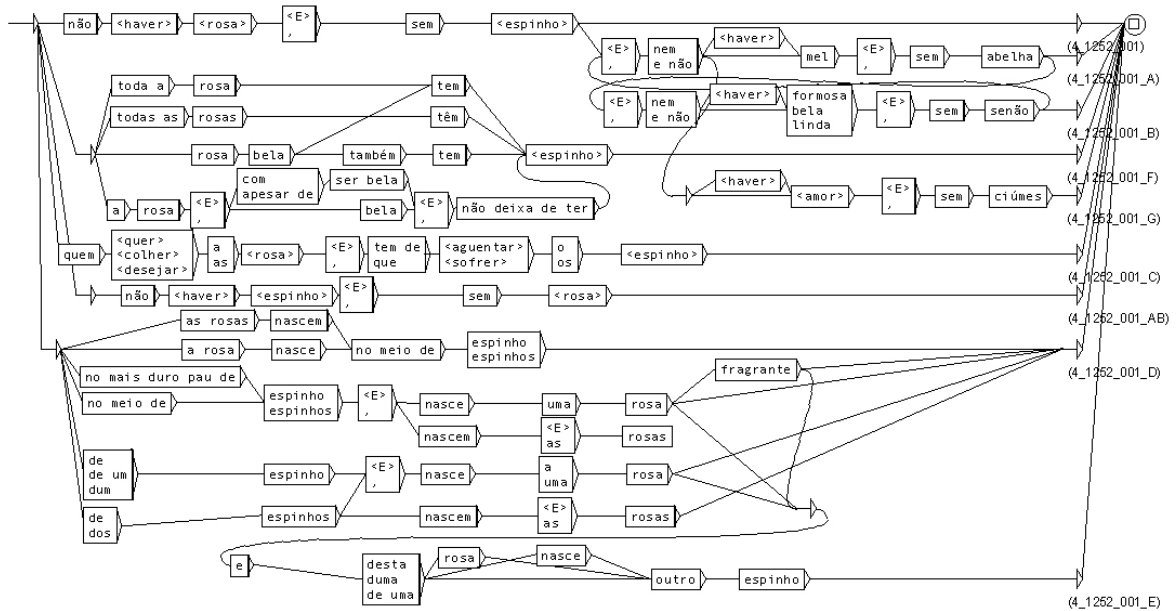 não <haver> <rosa> <E> sem <espinho>
,
<E> nem <haver> mel <E> sem abelha
, e não ,
(4_1252_001)
(4_1252_001_A)
<E> nem <haver> formosa <E> sem senão
, e não bela ,
linda
(4_1252_001_B)
toda a rosa tem
todas as rosas têm
rosa bela também tem <espinho>
(4_1252_001_F)
a rosa <E> com ser bela
, apesar de
bela <E> não deixa de ter
,
<haver> <amor> <E> sem ciúmes
,
(4_1252_001_G)
quem <quer> a <rosa> <E> tem de <aguentar> o <espinho>
<colher> as , que <sofrer> os
<desejar>
(4_1252_001_C)
não <haver> <espinho> <E> sem <rosa>
,
(4_1252_001_AB)
as rosas nascem
a rosa nasce no meio de espinho
espinhos
(4_1252_001_D)
no mais duro pau de
no meio de espinho <E> nasce uma rosa fragrante
espinhos ,
nascem <E> rosas
as
de espinho <E> nasce a rosa
de um , uma
dum
de espinhos nascem <E> rosas
dos as
e desta rosa nasce outro espinho
duma
de uma
(4_1252_001_E)